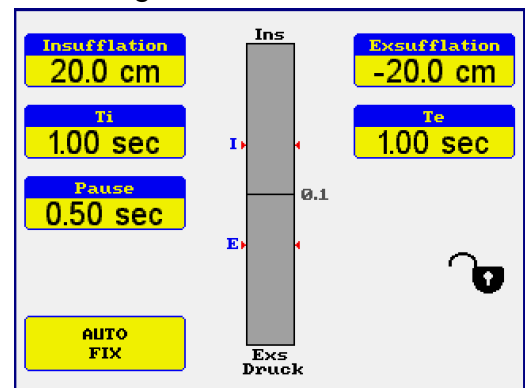 Ins
Insufflation
20.0 cm
Exsufflation
-20.0 cm
Ti
1.00 sec
Te
1.00 sec
I
Pause
0.50 sec
0.1
E
AUTO
FIX
Exs
Druck